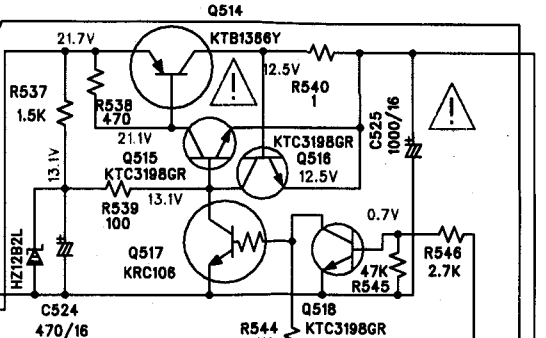 Q514
21.7V
KTB1366Y
12.5V
R537
1.5K
R538
470
R540
1
C525
1000/16
21.1V
Q515
KTC3198GR
KTC3198GR
Q516
12.5V
13.1V
13.1V
R539
100
0.7V
HZ12B2L
Q517
KRC106
R546
2.7K
47K
R545
C524
470/16
Q518
R544
KTC3198GR